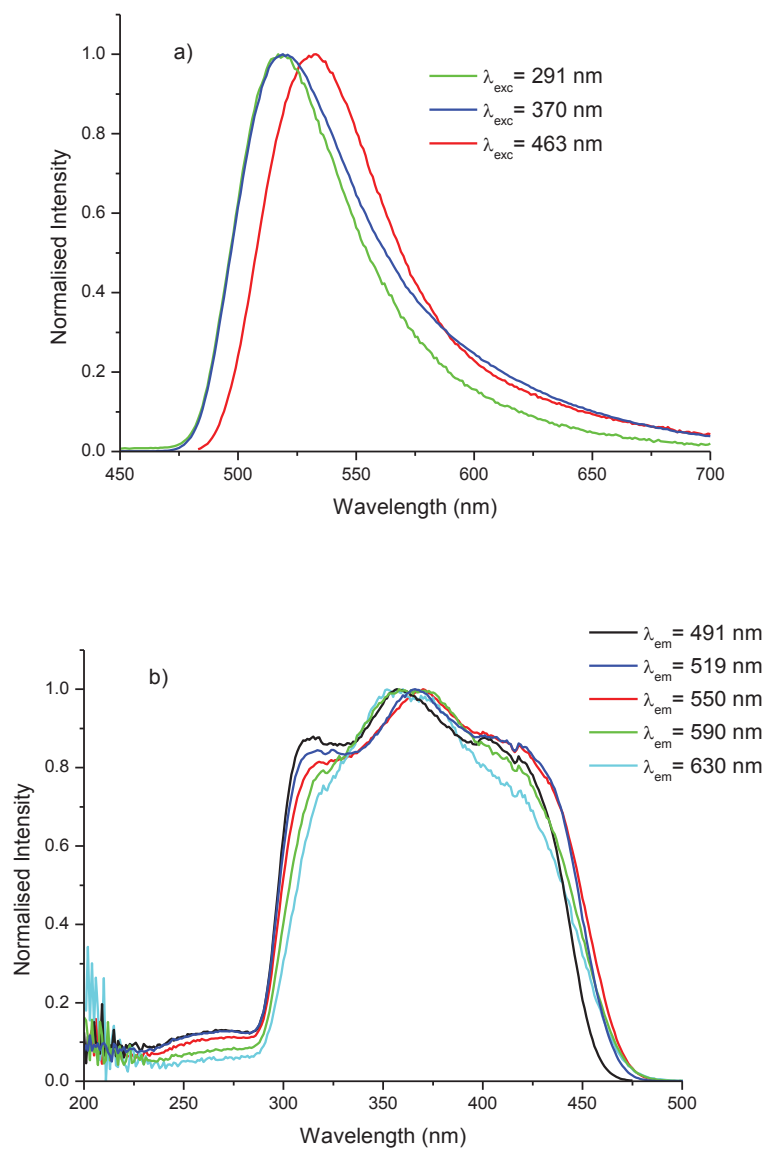 a)
λexc= 291 nm
λexc= 370 nm
λexc= 463 nm
Normalised Intensity
1.0
0.8
0.6
0.4
0.2
0.0
450 500 550 600 650 700
Wavelength (nm)
b)
λem= 491 nm
λem= 519 nm
λem= 550 nm
λem= 590 nm
λem= 630 nm
Normalised Intensity
1.0
0.8
0.6
0.4
0.2
0.0
200 250 300 350 400 450 500
Wavelength (nm)